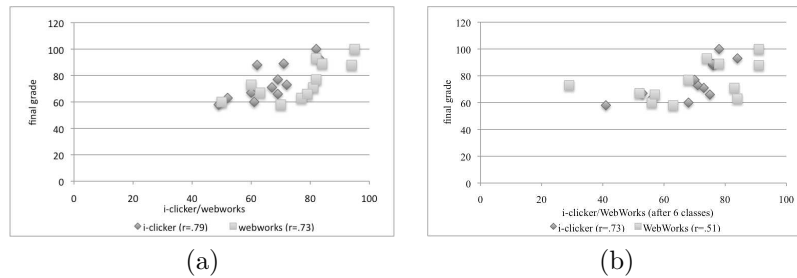 120
100
80
60
40
20
0
final grade
0 20 40 60 80 100
i-clicker/webworks
i-clicker (r=.79) webworks (r=.73)
(a)
120
100
80
60
40
20
0
final grade
0 20 40 60 80 100
i-clicker/WebWorks (after 6 classes)
i-clicker (r=.73) WebWorks (r=.51)
(b)